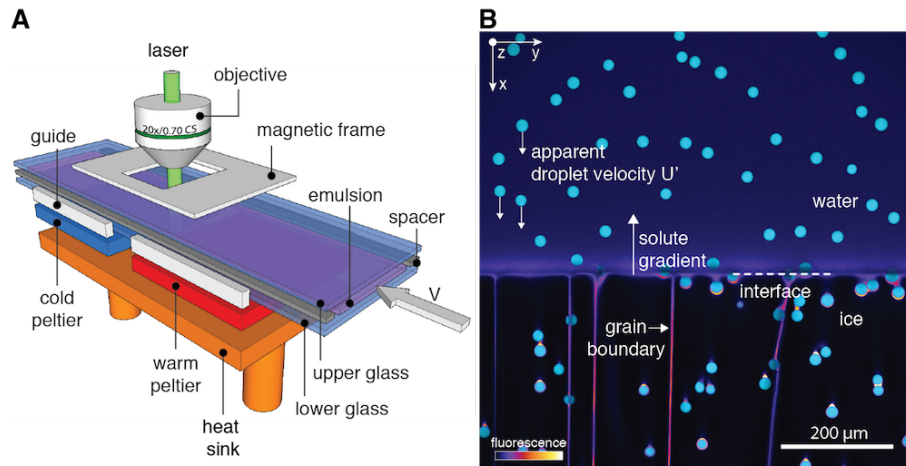 A
laser
objective
20x/0.70 CS
guide
magnetic frame
emulsion
spacer
V
cold
peltier
warm
peltier
heat
sink
upper glass
lower glass
B
z
y
x
apparent
droplet velocity U'
water
solute
gradient
interface
ice
grain
boundary
fluorescence
200 µm